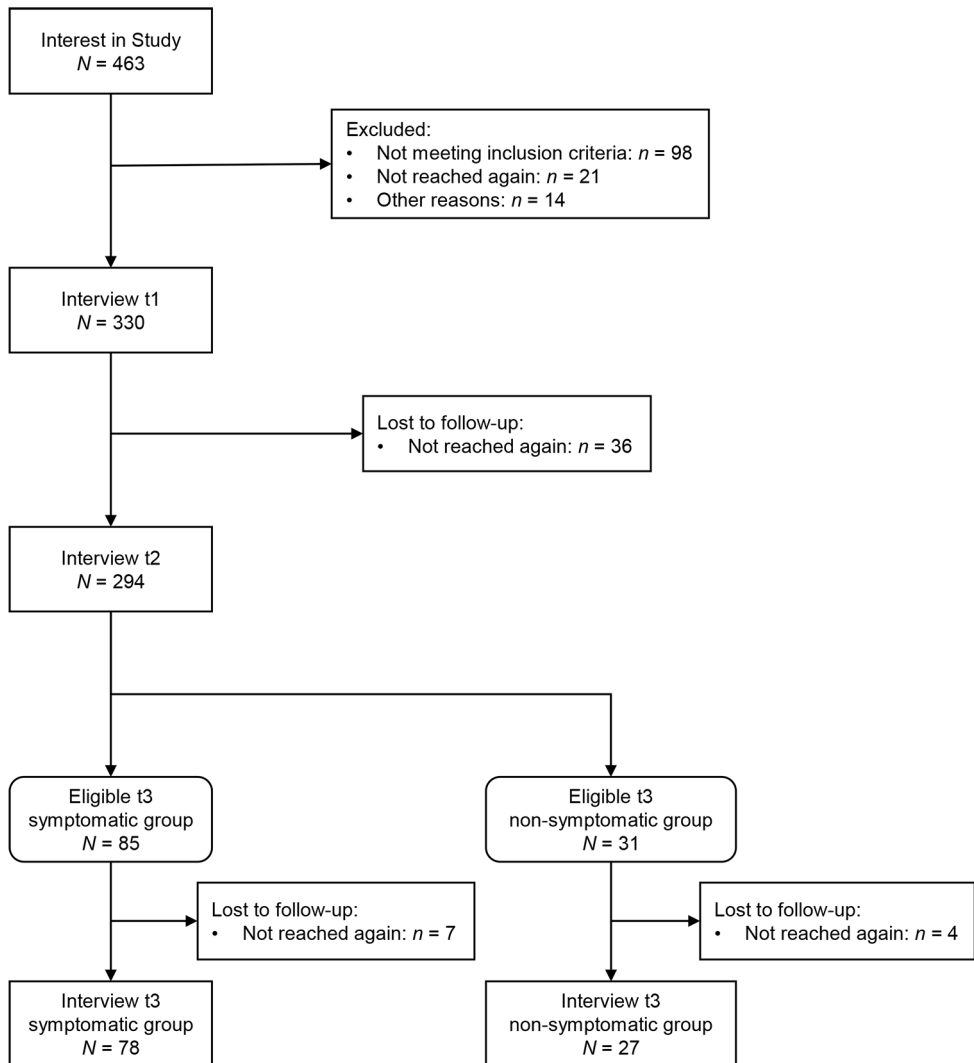 Interest in Study
N = 463
Excluded:
• Not meeting inclusion criteria: n = 98
• Not reached again: n = 21
• Other reasons: n = 14
Interview t1
N = 330
Lost to follow-up:
• Not reached again: n = 36
Interview t2
N = 294
Eligible t3
symptomatic group
N = 85
Eligible t3
non-symptomatic group
N = 31
Lost to follow-up:
• Not reached again: n = 7
Lost to follow-up:
• Not reached again: n = 4
Interview t3
symptomatic group
N = 78
Interview t3
non-symptomatic group
N = 27